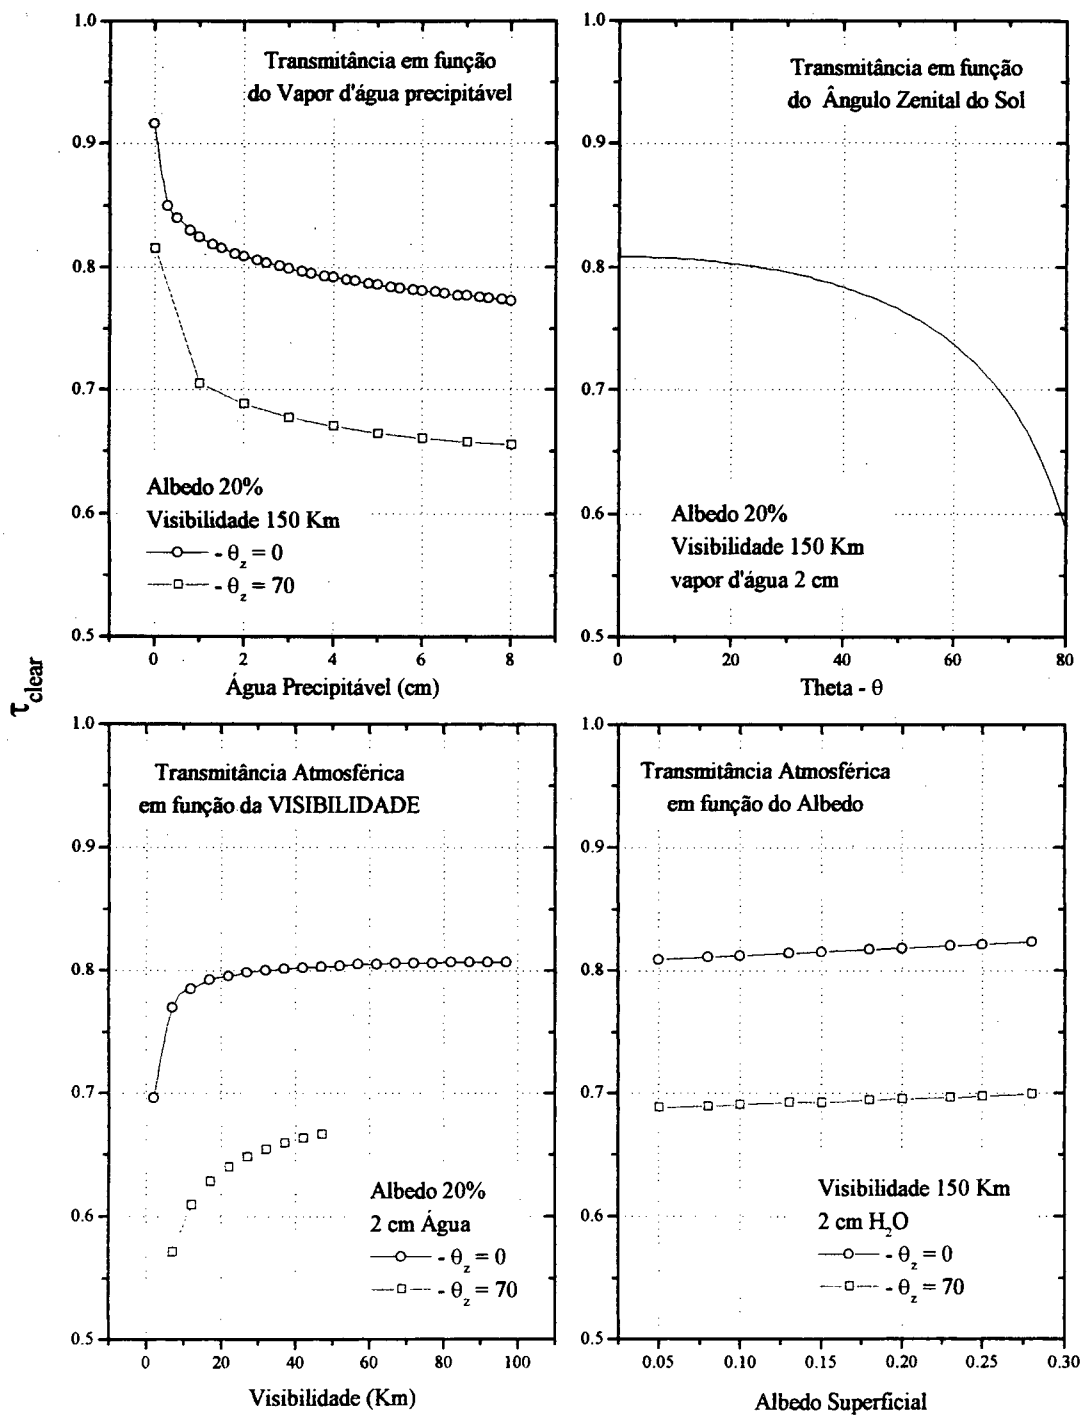 1.0
0.9
0.8
0.7
0.6
0.5
Transmitância em função
do Vapor d'água precipitável
Albedo 20%
Visibilidade 150 Km
- θz = 0
- θz = 70
0 2 4 6 8
Água Precipitável (cm)
1.0
0.9
0.8
0.7
0.6
0.5
Transmitância em função
do Ângulo Zenital do Sol
Albedo 20%
Visibilidade 150 Km
vapor d'água 2 cm
0 20 40 60 80
Theta - θ
τclear
1.0
0.9
0.8
0.7
0.6
0.5
Transmitância Atmosférica
em função da VISIBILIDADE
Albedo 20%
2 cm Água
- θz = 0
- θz = 70
0 20 40 60 80 100
Visibilidade (Km)
1.0
0.9
0.8
0.7
0.6
0.5
Transmitância Atmosférica
em função do Albedo
Visibilidade 150 Km
2 cm H2O
- θz = 0
- θz = 70
0.05 0.10 0.15 0.20 0.25 0.30
Albedo Superficial